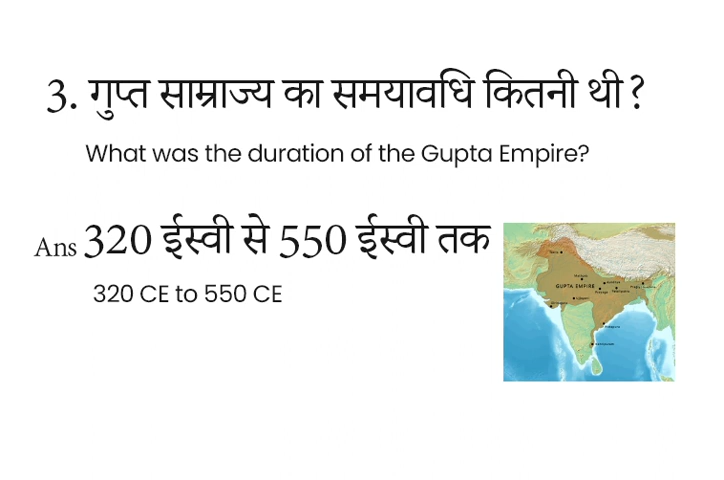 3. गुप्त साम्राज्य का समयावधि कितनी थी?
What was the duration of the Gupta Empire?
Ans 320 ईस्वी से 550 ईस्वी तक
320 CE to 550 CE
GUPTA EMPIRE